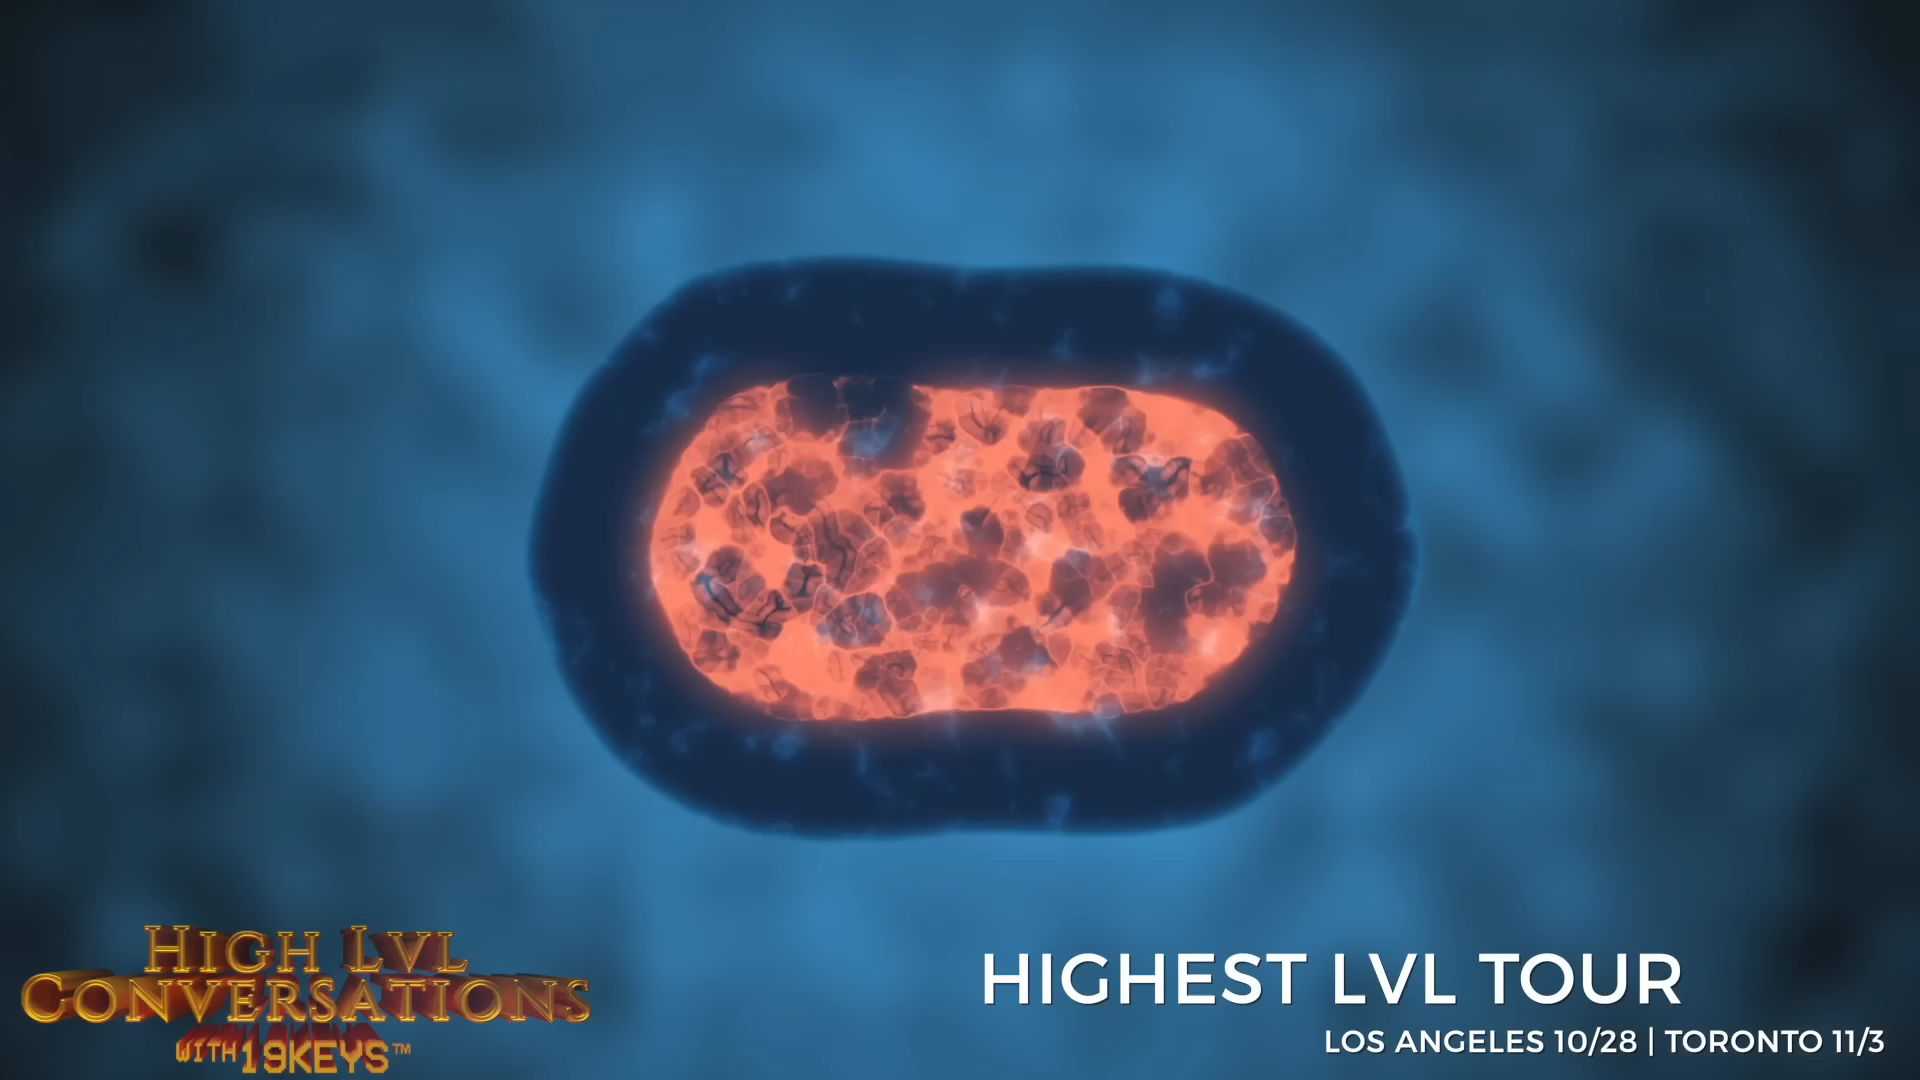 HIGH LVL
CONVERSATIONS
WITH 19KEYS™
HIGHEST LVL TOUR
LOS ANGELES 10/28 | TORONTO 11/3